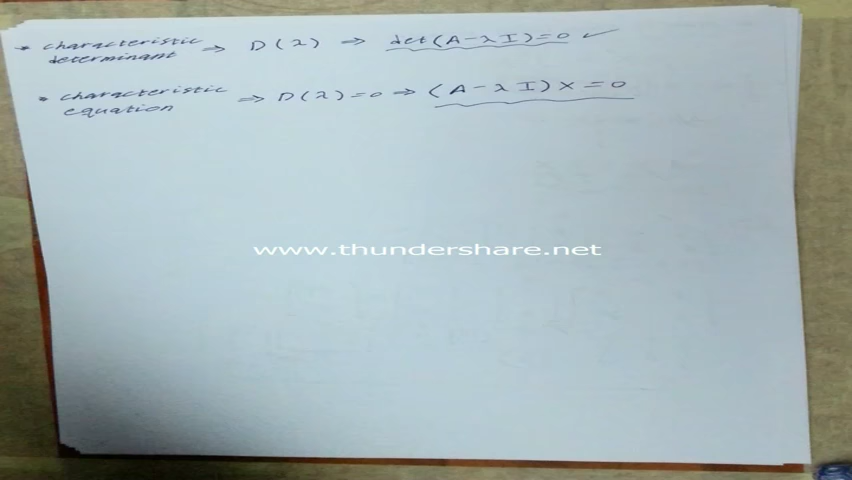 * characteristic determinant ⇒ D(λ) ⇒ det(A-λI)=0 ✓
* characteristic equation ⇒ D(λ)=0 ⇒ (A-λI)x=0
www.thundershare.net